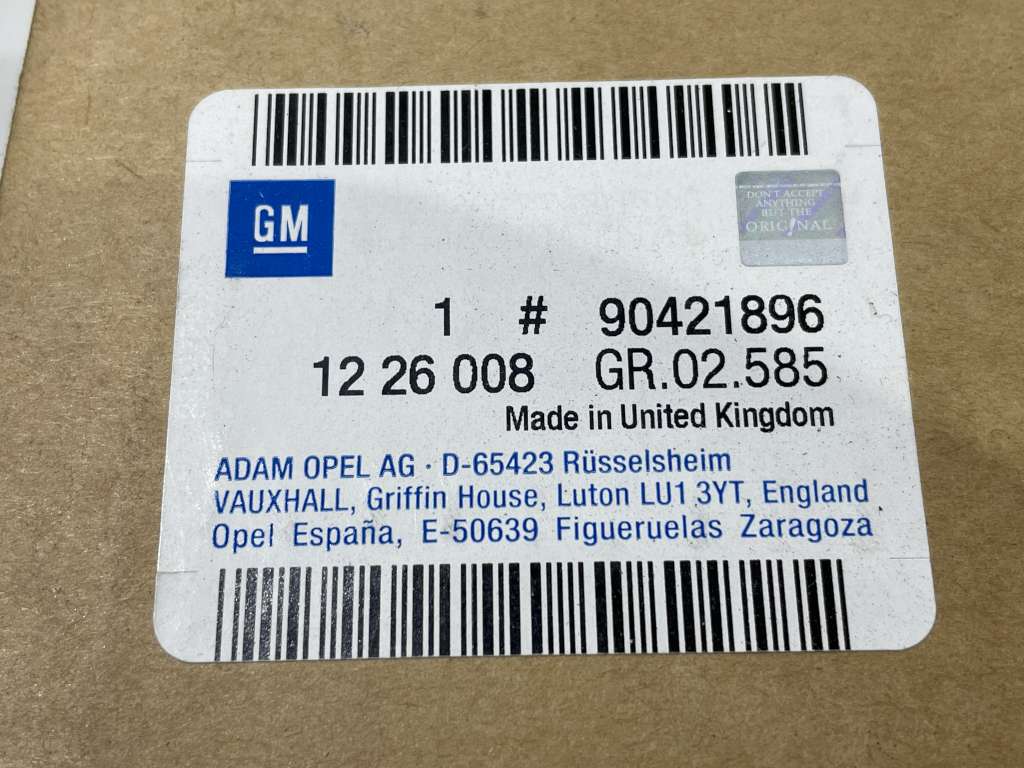 GM
DON'T ACCEPT
ANYTHING
BUT THE
ORIGINAL
1 # 90421896
12 26 008 GR.02.585
Made in United Kingdom
ADAM OPEL AG · D-65423 Rüsselsheim
VAUXHALL, Griffin House, Luton LU1 3YT, England
Opel España, E-50639 Figueruelas Zaragoza